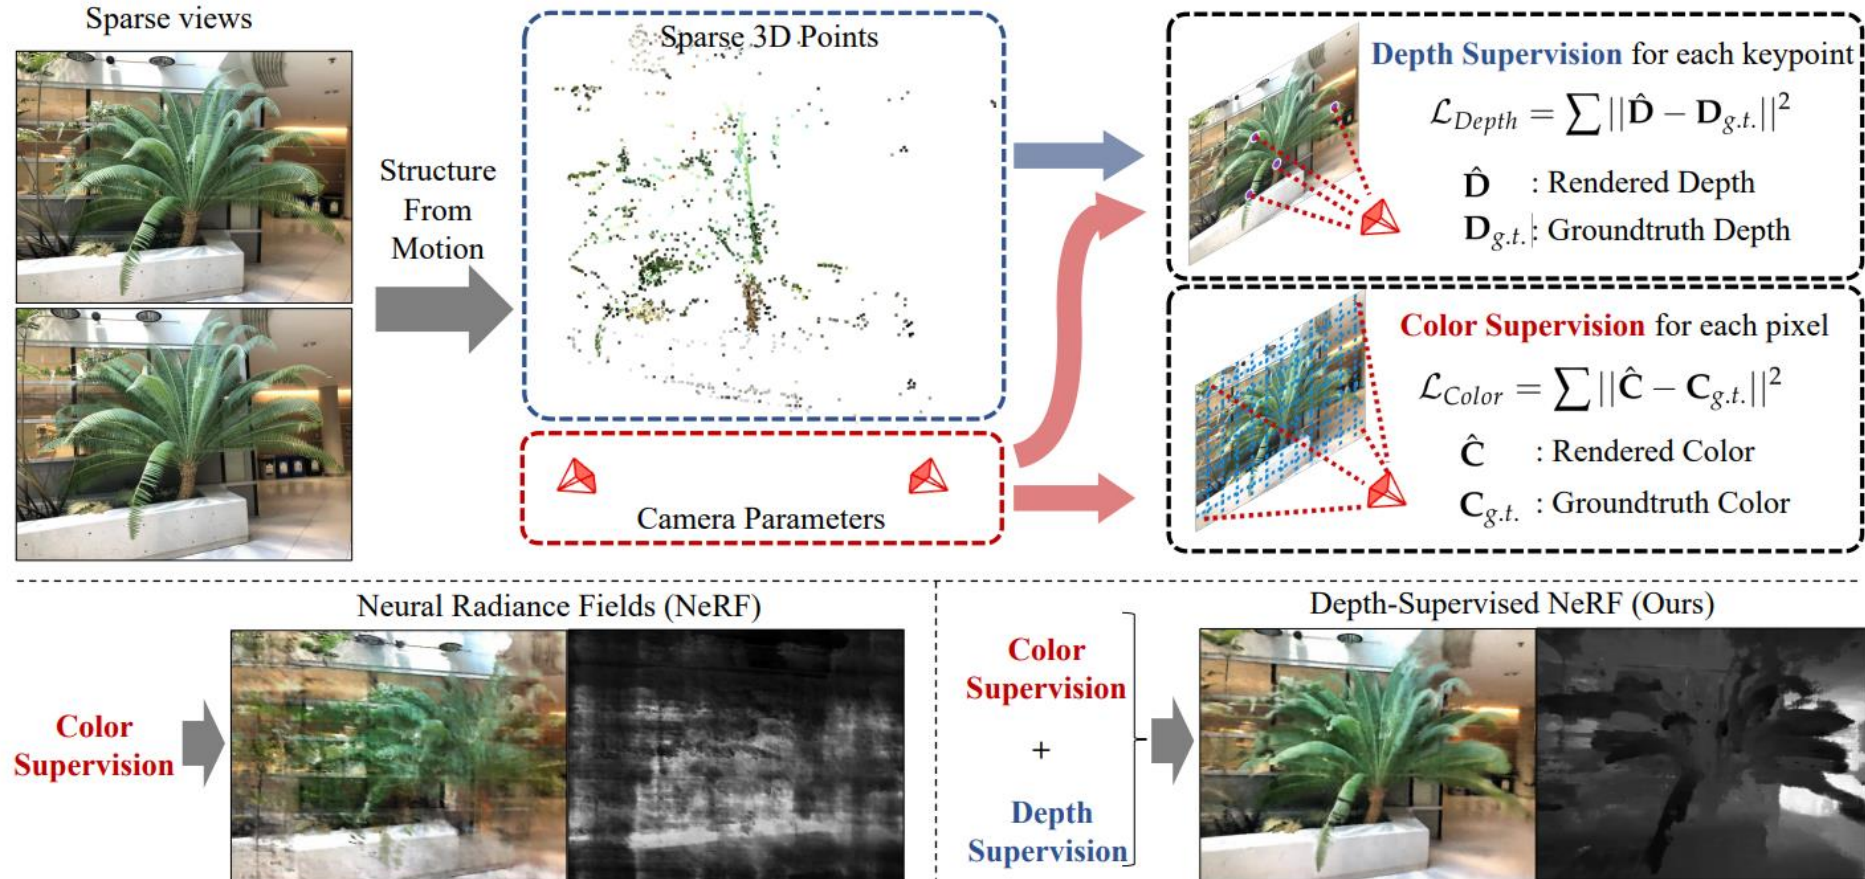 Sparse views
Structure
From
Motion
Sparse 3D Points
Camera Parameters
Depth Supervision for each keypoint
ℒ_Depth = ∑ ||D̂ − D_g.t.||²
D̂ : Rendered Depth
D_g.t. : Groundtruth Depth
Color Supervision for each pixel
ℒ_Color = ∑ ||Ĉ − C_g.t.||²
Ĉ : Rendered Color
C_g.t. : Groundtruth Color
Neural Radiance Fields (NeRF)
Color
Supervision
Depth-Supervised NeRF (Ours)
Color
Supervision
+
Depth
Supervision